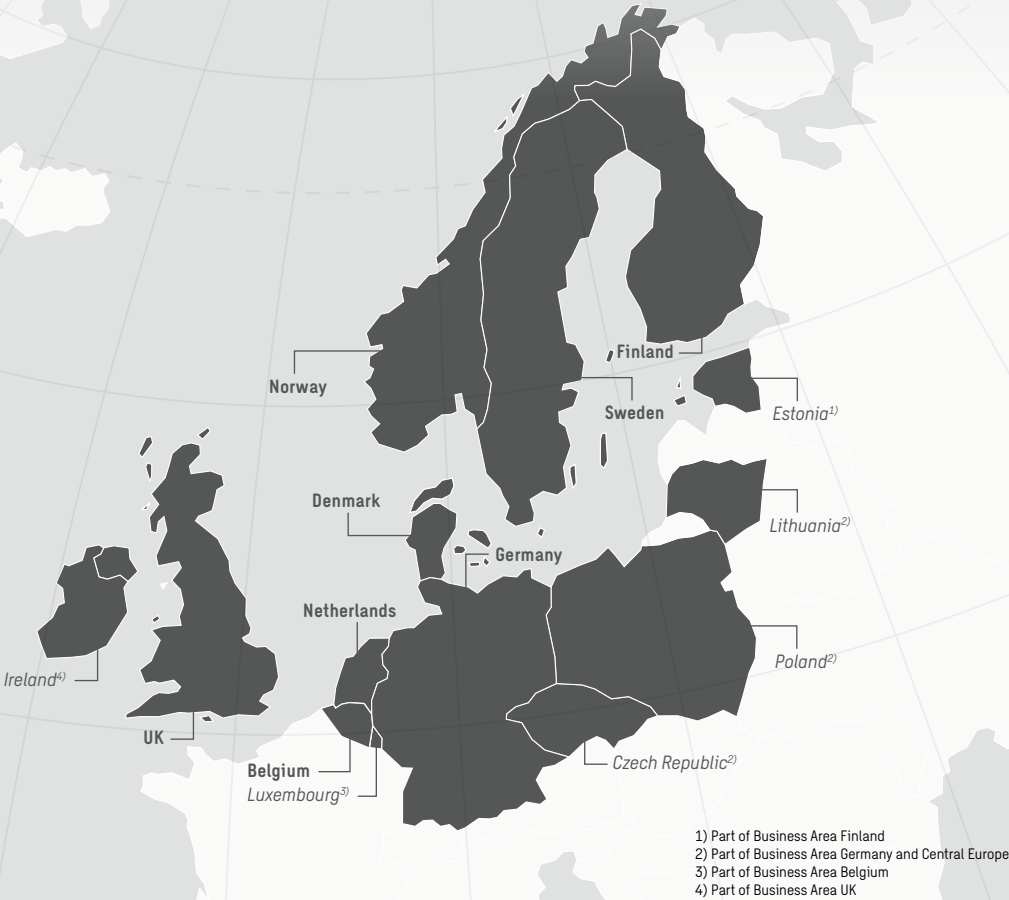 Finland
Norway
Sweden
Estonia1)
Denmark
Lithuania2)
Germany
Netherlands
Poland2)
Ireland4)
UK
Czech Republic2)
Belgium
Luxembourg3)
1) Part of Business Area Finland
2) Part of Business Area Germany and Central Europe
3) Part of Business Area Belgium
4) Part of Business Area UK